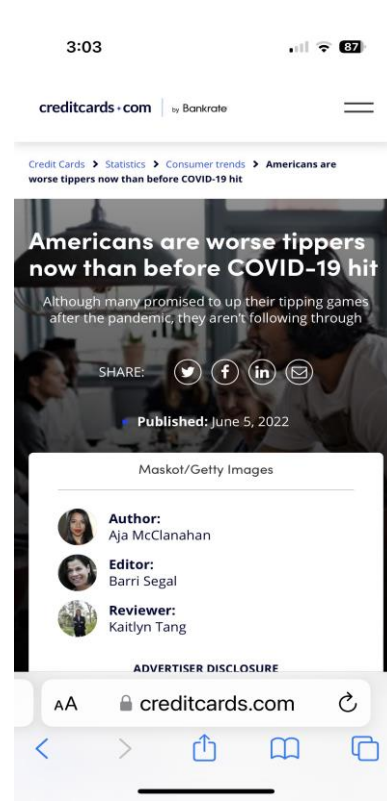 3:03
87
creditcards•com by Bankrate
Credit Cards > Statistics > Consumer trends > Americans are
worse tippers now than before COVID-19 hit
Americans are worse tippers
now than before COVID-19 hit
Although many promised to up their tipping games
after the pandemic, they aren't following through
SHARE:
Published: June 5, 2022
Maskot/Getty Images
Author:
Aja McClanahan
Editor:
Barri Segal
Reviewer:
Kaitlyn Tang
ADVERTISER DISCLOSURE
AA creditcards.com